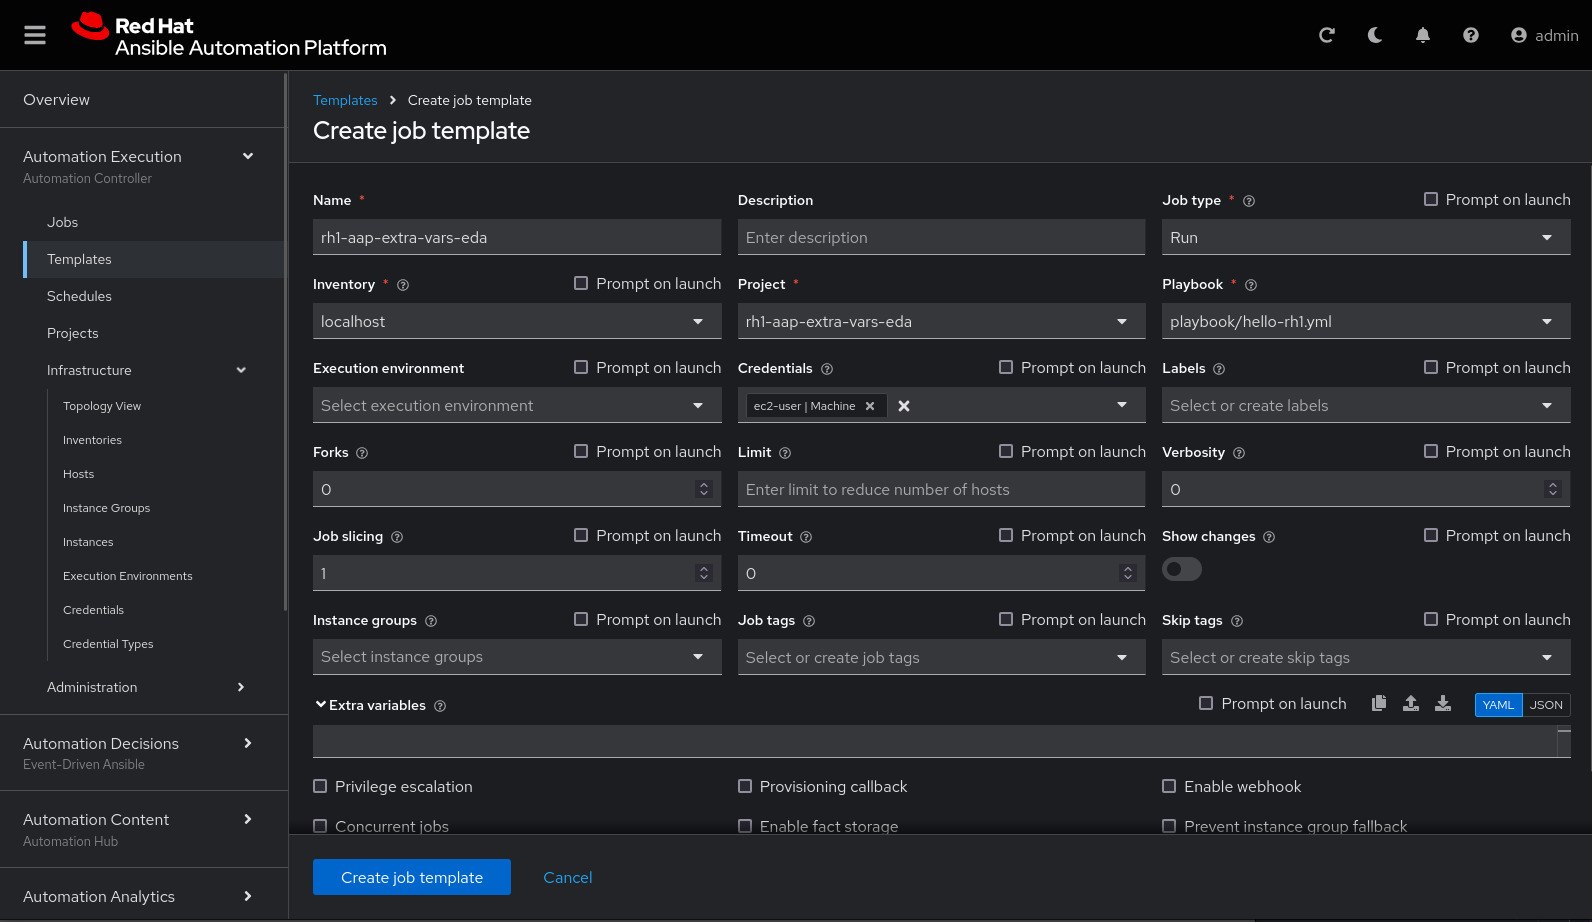 Red Hat
Ansible Automation Platform
admin
Overview
Automation Execution
Automation Controller
Jobs
Templates
Schedules
Projects
Infrastructure
Topology View
Inventories
Hosts
Instance Groups
Instances
Execution Environments
Credentials
Credential Types
Administration
Automation Decisions
Event-Driven Ansible
Automation Content
Automation Hub
Automation Analytics
Templates Create job template
Create job template
Name * Description Job type * Prompt on launch
rh1-aap-extra-vars-eda Enter description Run
Inventory * Prompt on launch Project * Playbook *
localhost rh1-aap-extra-vars-eda playbook/hello-rh1.yml
Execution environment Prompt on launch Credentials Prompt on launch Labels Prompt on launch
Select execution environment ec2-user | Machine Select or create labels
Forks Prompt on launch Limit Prompt on launch Verbosity Prompt on launch
0 Enter limit to reduce number of hosts 0
Job slicing Prompt on launch Timeout Prompt on launch Show changes Prompt on launch
1 0
Instance groups Prompt on launch Job tags Prompt on launch Skip tags Prompt on launch
Select instance groups Select or create job tags Select or create skip tags
Extra variables Prompt on launch YAML JSON
Privilege escalation Provisioning callback Enable webhook
Concurrent jobs Enable fact storage Prevent instance group fallback
Create job template Cancel